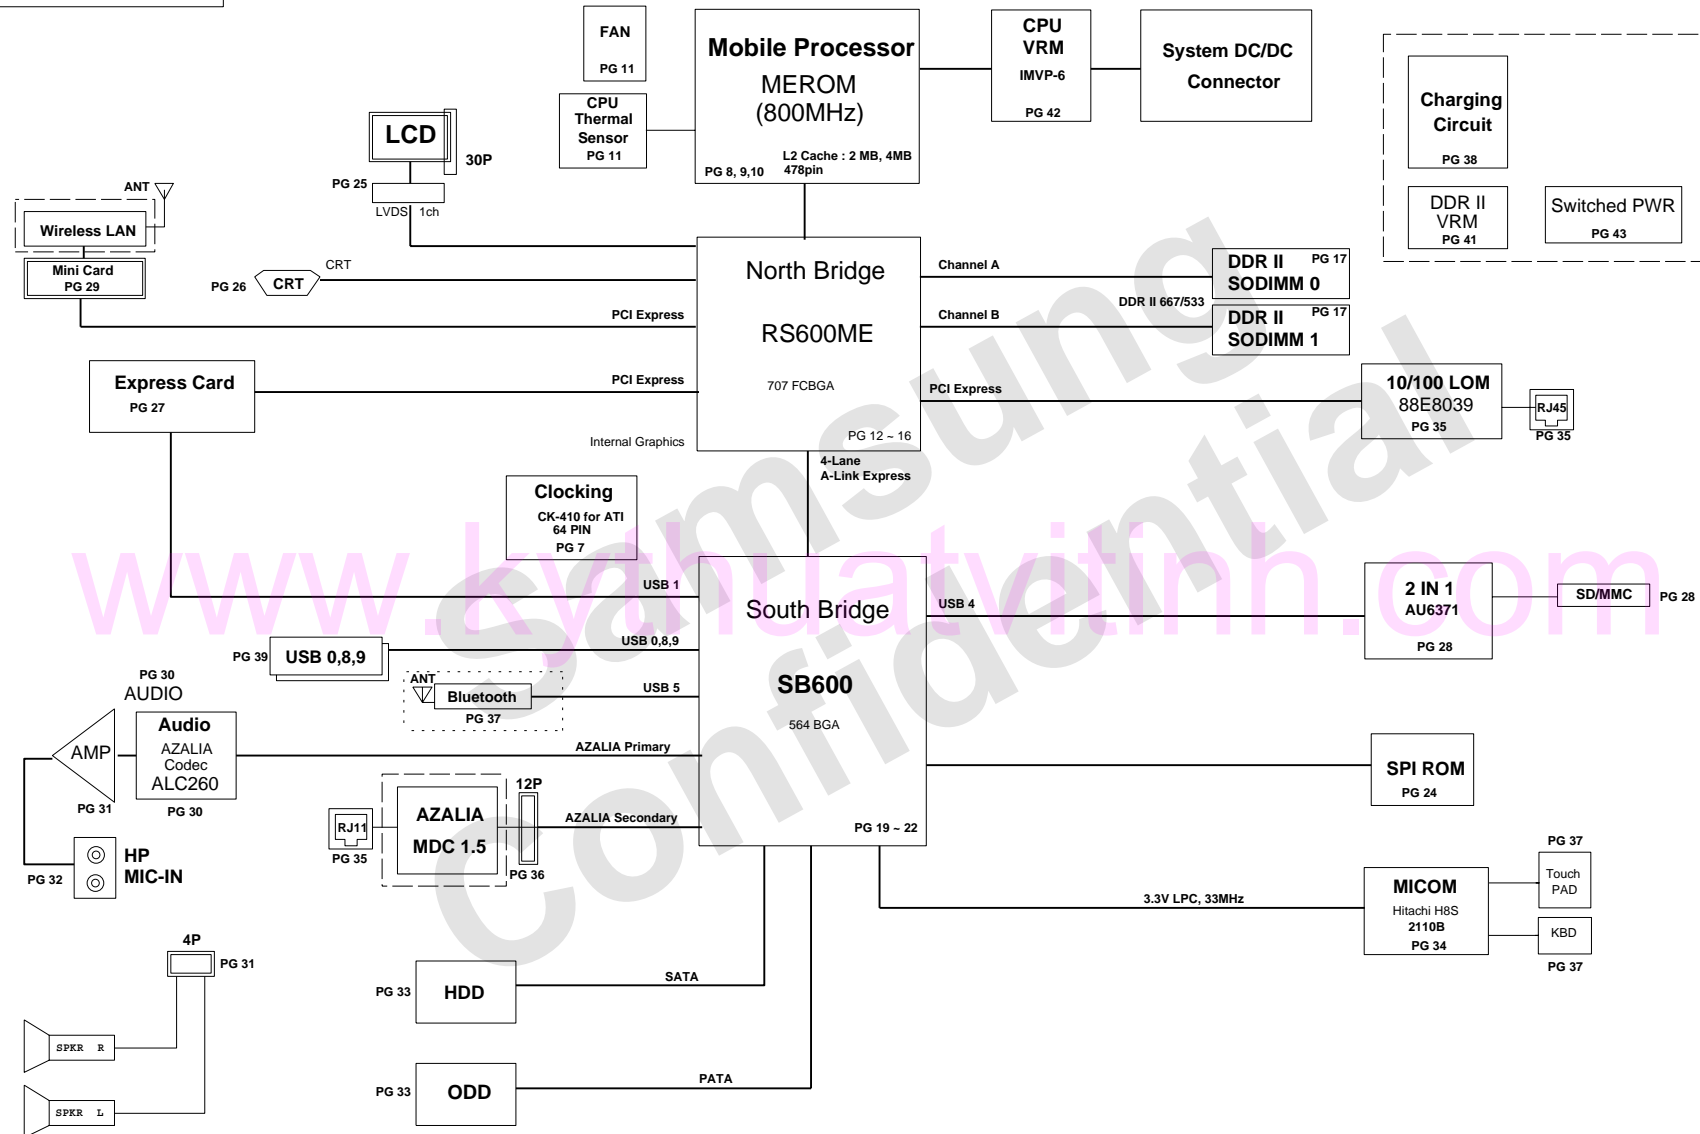 FAN
PG 11
CPU
Thermal
Sensor
PG 11
Mobile Processor
MEROM
(800MHz)
L2 Cache : 2 MB, 4MB
478pin
PG 8, 9,10
CPU
VRM
IMVP-6
PG 42
System DC/DC
Connector
Charging
Circuit
PG 38
DDR II
VRM
PG 41
Switched PWR
PG 43
LCD
30P
PG 25
LVDS 1ch
ANT
Wireless LAN
Mini Card
PG 29
PG 26
CRT
CRT
PCI Express
Express Card
PG 27
PCI Express
Internal Graphics
North Bridge
RS600ME
707 FCBGA
PG 12 ~ 16
Channel A
DDR II
PG 17
SODIMM 0
DDR II 667/533
Channel B
DDR II
PG 17
SODIMM 1
PCI Express
10/100 LOM
88E8039
PG 35
RJ45
PG 35
4-Lane
A-Link Express
Clocking
CK-410 for ATI
64 PIN
PG 7
South Bridge
SB600
564 BGA
PG 19 ~ 22
USB 1
PG 39
USB 0,8,9
USB 0,8,9
ANT
Bluetooth
PG 37
USB 5
USB 4
2 IN 1
AU6371
PG 28
SD/MMC
PG 28
PG 30
AUDIO
Audio
AZALIA
Codec
ALC260
PG 30
AMP
PG 31
AZALIA Primary
HP
MIC-IN
PG 32
RJ11
PG 35
AZALIA
MDC 1.5
12P
PG 36
AZALIA Secondary
SPI ROM
PG 24
3.3V LPC, 33MHz
MICOM
Hitachi H8S
2110B
PG 34
PG 37
Touch
PAD
KBD
PG 37
4P
PG 31
SPKR R
SPKR L
PG 33
HDD
SATA
PG 33
ODD
PATA
Samsung
Confidential
www.kythuatvitinh.com